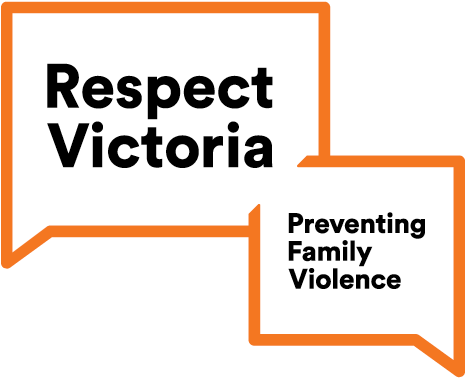 Respect
Victoria
Preventing
Family
Violence